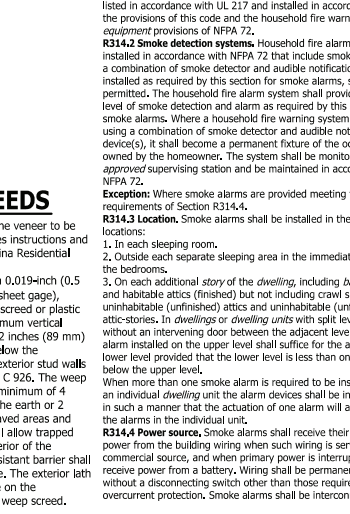 EEDS
he veneer to be
es instructions and
ina Residential
n 0.019-inch (0.5
sheet gage),
screed or plastic
mum vertical
2 inches (89 mm)
elow the
exterior stud walls
C 926. The weep
minimum of 4
he earth or 2
aved areas and
l allow trapped
erior of the
sistant barrier shall
e. The exterior lath
e on the
weep screed.
listed in accordance with UL 217 and installed in accord
the provisions of this code and the household fire warn
equipment provisions of NFPA 72.
R314.2 Smoke detection systems. Household fire alarm
installed in accordance with NFPA 72 that include smok
a combination of smoke detector and audible notificatio
installed as required by this section for smoke alarms, s
permitted. The household fire alarm system shall provid
level of smoke detection and alarm as required by this
smoke alarms. Where a household fire warning system
using a combination of smoke detector and audible not
device(s), it shall become a permanent fixture of the oc
owned by the homeowner. The system shall be monito
approved supervising station and be maintained in acco
NFPA 72.
Exception: Where smoke alarms are provided meeting
requirements of Section R314.4.
R314.3 Location. Smoke alarms shall be installed in the
locations:
1. In each sleeping room.
2. Outside each separate sleeping area in the immediat
the bedrooms.
3. On each additional story of the dwelling, including b
and habitable attics (finished) but not including crawl s
uninhabitable (unfinished) attics and uninhabitable (un
attic-stories. In dwellings or dwelling units with split lev
without an intervening door between the adjacent leve
alarm installed on the upper level shall suffice for the a
lower level provided that the lower level is less than on
below the upper level.
When more than one smoke alarm is required to be ins
an individual dwelling unit the alarm devices shall be in
in such a manner that the actuation of one alarm will a
the alarms in the individual unit.
R314.4 Power source. Smoke alarms shall receive their
power from the building wiring when such wiring is ser
commercial source, and when primary power is interrup
receive power from a battery. Wiring shall be permaner
without a disconnecting switch other than those require
overcurrent protection. Smoke alarms shall be intercon